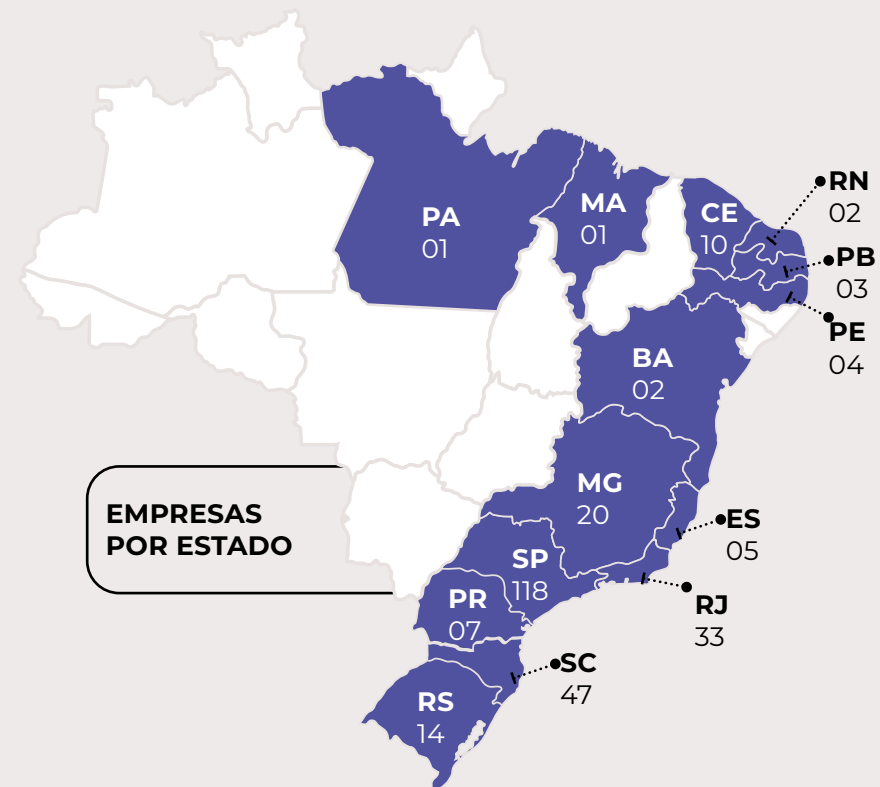 PA
01
MA
01
CE
10
RN
02
PB
03
PE
04
BA
02
MG
20
ES
05
EMPRESAS
POR ESTADO
SP
118
RJ
33
PR
07
SC
47
RS
14